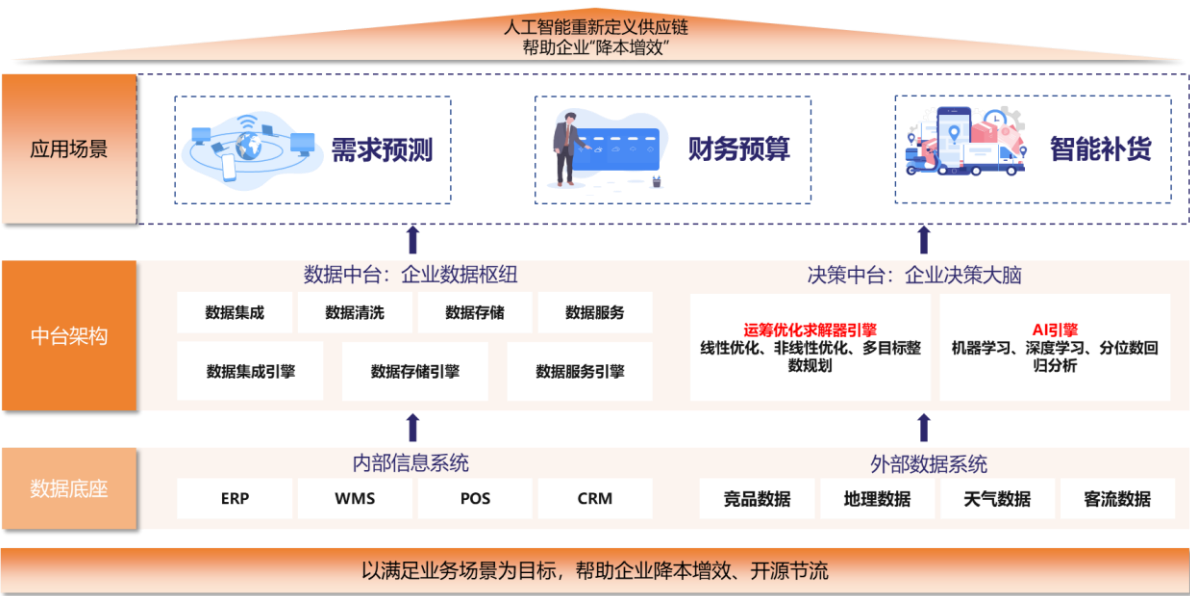 人工智能重新定义供应链
帮助企业“降本增效”
应用场景
需求预测
财务预算
智能补货
中台架构
数据中台：企业数据枢纽
数据集成
数据清洗
数据存储
数据服务
数据集成引擎
数据存储引擎
数据服务引擎
决策中台：企业决策大脑
运筹优化求解器引擎
线性优化、非线性优化、多目标整
数规划
AI引擎
机器学习、深度学习、分位数回
归分析
数据底座
内部信息系统
ERP
WMS
POS
CRM
外部数据系统
竞品数据
地理数据
天气数据
客流数据
以满足业务场景为目标，帮助企业降本增效、开源节流